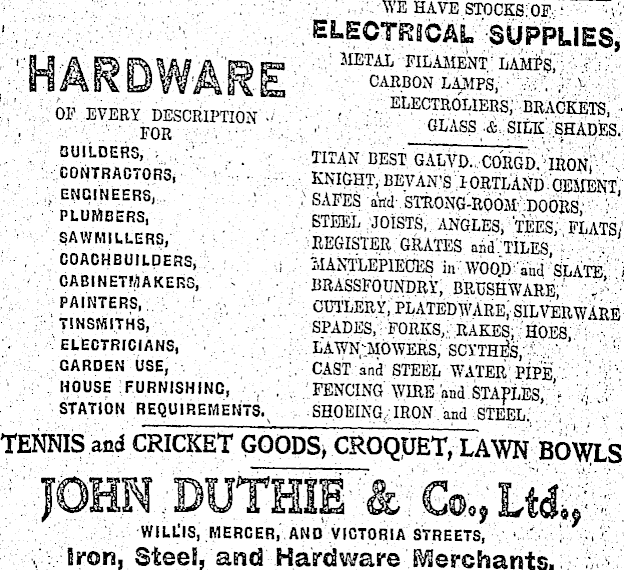 HARDWARE
OF EVERY DESCRIPTION
FOR
BUILDERS,
CONTRACTORS,
ENGINEERS,
PLUMBERS,
SAWMILLERS,
COACHBUILDERS,
CABINETMAKERS,
PAINTERS,
TINSMITHS,
ELECTRICIANS,
GARDEN USE,
HOUSE FURNISHING,
STATION REQUIREMENTS.
WE HAVE STOCKS OF
ELECTRICAL SUPPLIES,
METAL FILAMENT LAMPS,
CARBON LAMPS,
ELECTROLIERS, BRACKETS,
GLASS & SILK SHADES.
TITAN BEST GALVD. CORGD. IRON,
KNIGHT, BEVAN'S PORTLAND CEMENT,
SAFES and STRONG-ROOM DOORS,
STEEL JOISTS, ANGLES, TEES, FLATS,
REGISTER GRATES and TILES,
MANTLEPIECES in WOOD and SLATE,
BRASSFOUNDRY, BRUSHWARE,
CUTLERY, PLATEDWARE, SILVERWARE
SPADES, FORKS, RAKES, HOES,
LAWN MOWERS, SCYTHES,
CAST and STEEL WATER PIPE,
FENCING WIRE and STAPLES,
SHOEING IRON and STEEL.
TENNIS and CRICKET GOODS, CROQUET, LAWN BOWLS
JOHN DUTHIE & Co., Ltd.,
WILLIS, MERCER, AND VICTORIA STREETS,
Iron, Steel, and Hardware Merchants.